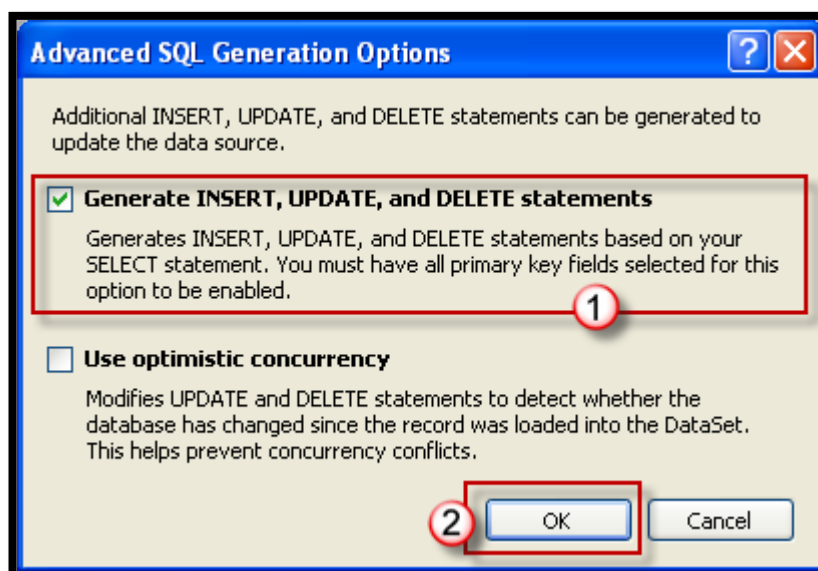 Advanced SQL Generation Options
Additional INSERT, UPDATE, and DELETE statements can be generated to
update the data source.
Generate INSERT, UPDATE, and DELETE statements
Generates INSERT, UPDATE, and DELETE statements based on your
SELECT statement. You must have all primary key fields selected for this
option to be enabled.
1
Use optimistic concurrency
Modifies UPDATE and DELETE statements to detect whether the
database has changed since the record was loaded into the DataSet.
This helps prevent concurrency conflicts.
2 OK Cancel